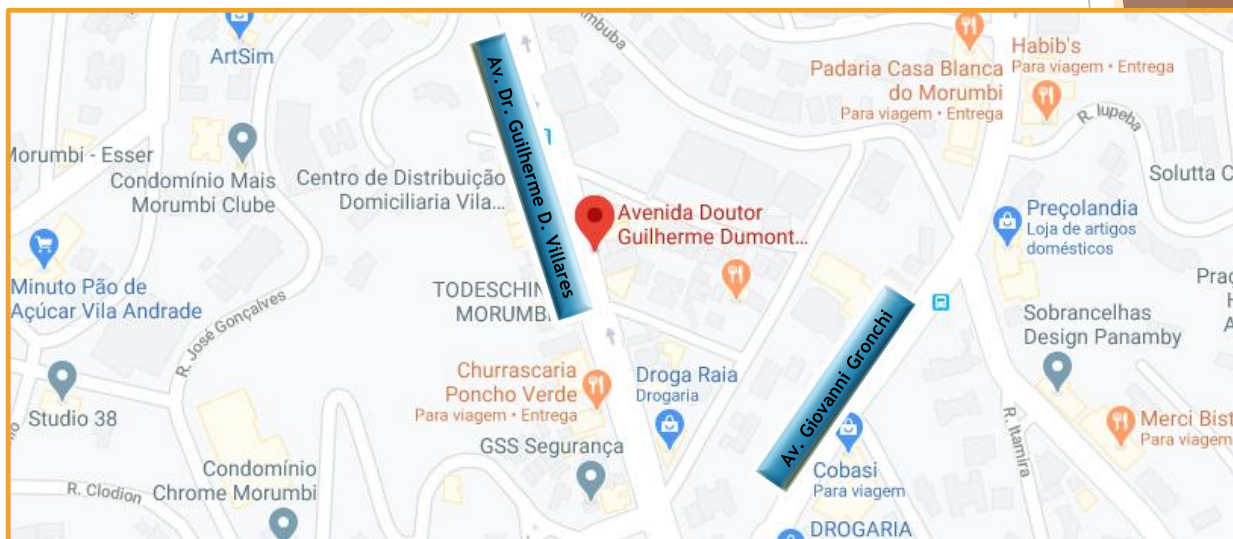 ArtSim
ambuba
Habib's
Para viagem • Entrega
Padaria Casa Blanca
do Morumbi
Para viagem • Entrega
R. Iupeba
Av. Dr. Guilherme D. Villares
Morumbi - Esser
Condomínio Mais
Morumbi Clube
Centro de Distribuição
Domiciliaria Vila...
Solutta C
Avenida Doutor
Guilherme Dumont...
Preçolandia
Loja de artigos
domésticos
Minuto Pão de
Açúcar Vila Andrade
TODESCHIN
MORUMBI
R. José Gonçalves
Praç
H
A
Sobrancelhas
Design Panamby
Av. Giovanni Gronchi
Churrascaria
Poncho Verde
Para viagem • Entrega
Droga Raia
Drogaria
Studio 38
GSS Segurança
R. Itamira
Merci Bist
Para viagem
Cobasi
Para viagem
Condomínio
Chrome Morumbi
R. Clodion
DROGARIA